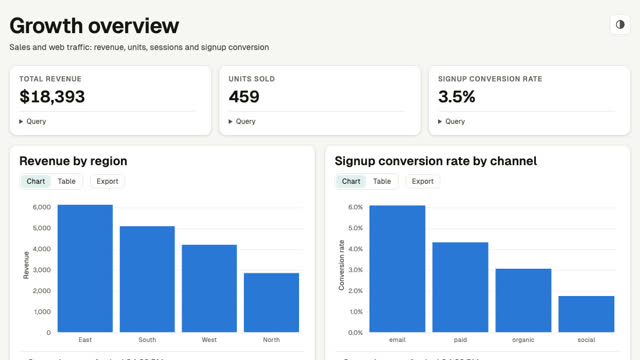 Growth overview
Sales and web traffic: revenue, units, sessions and signup conversion
TOTAL REVENUE
$18,393
Query
UNITS SOLD
459
Query
SIGNUP CONVERSION RATE
3.5%
Query
Revenue by region
Chart Table Export
6,000
5,000
4,000
3,000
2,000
1,000
0
Revenue
East South West North
Signup conversion rate by channel
Chart Table Export
6.0%
5.0%
4.0%
3.0%
2.0%
1.0%
0.0%
Conversion rate
email paid organic social